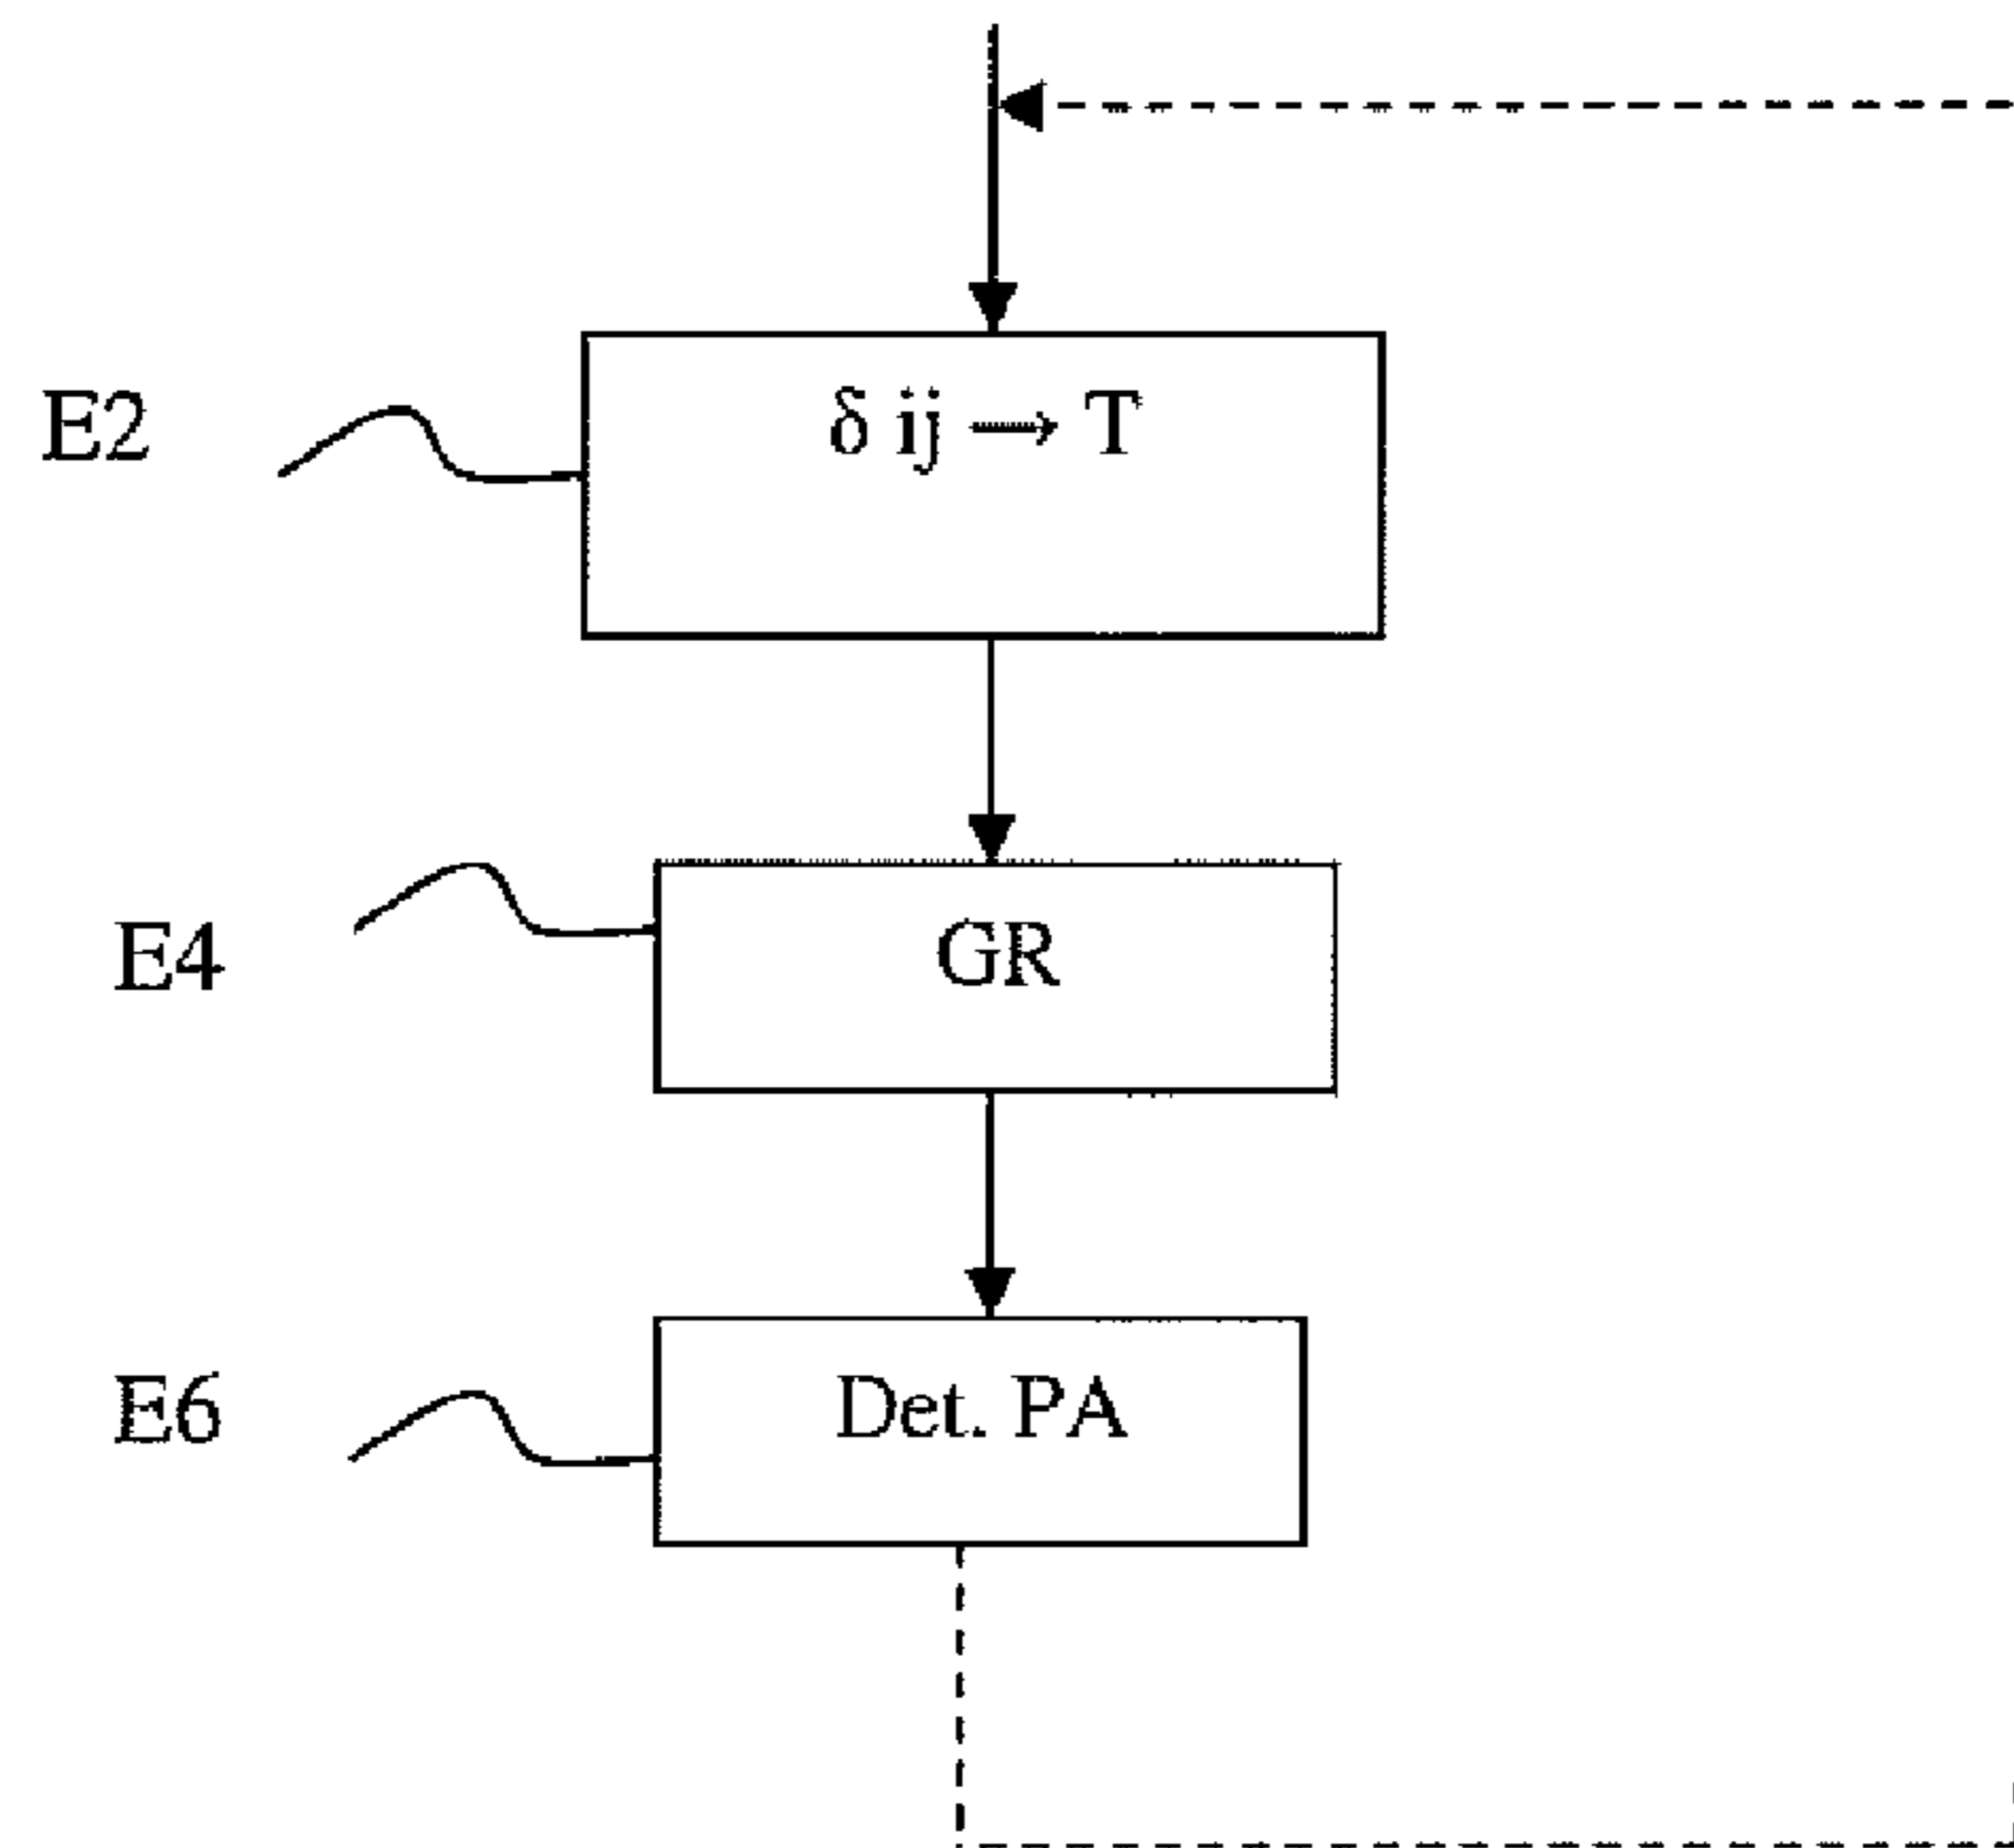 E2
δ ij → T
E4
GR
E6
Det. PA